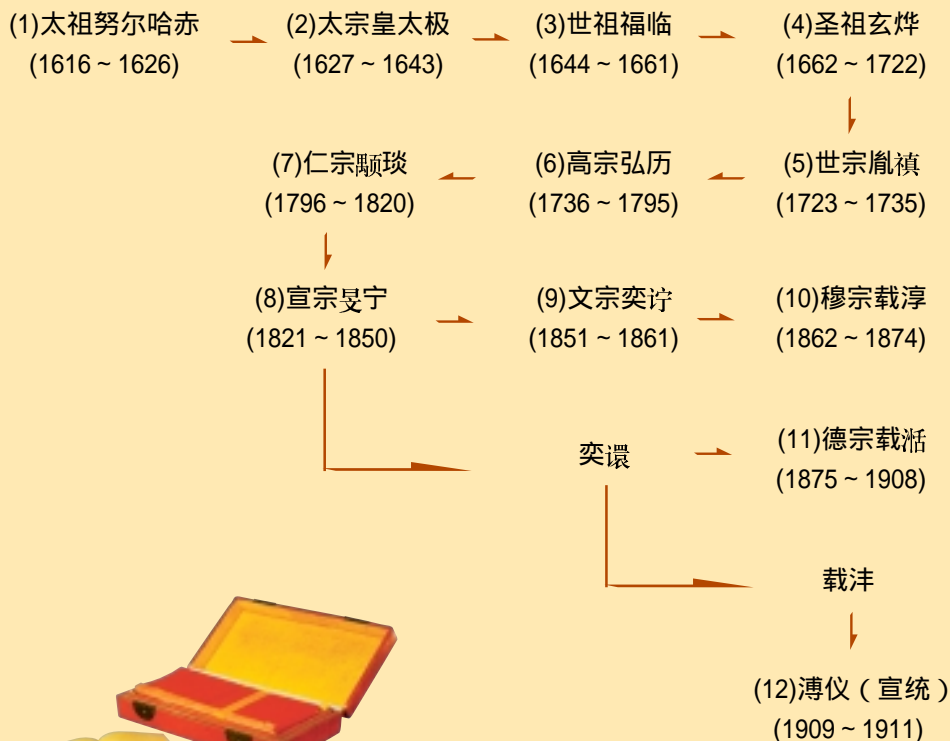 (1)太祖努尔哈赤
(1616 ~ 1626)
(2)太宗皇太极
(1627 ~ 1643)
(3)世祖福临
(1644 ~ 1661)
(4)圣祖玄烨
(1662 ~ 1722)
(5)世宗胤禛
(1723 ~ 1735)
(6)高宗弘历
(1736 ~ 1795)
(7)仁宗颙琰
(1796 ~ 1820)
(8)宣宗旻宁
(1821 ~ 1850)
(9)文宗奕𬣞
(1851 ~ 1861)
(10)穆宗载淳
(1862 ~ 1874)
奕𫍽
(11)德宗载湉
(1875 ~ 1908)
载沣
(12)溥仪（宣统）
(1909 ~ 1911)